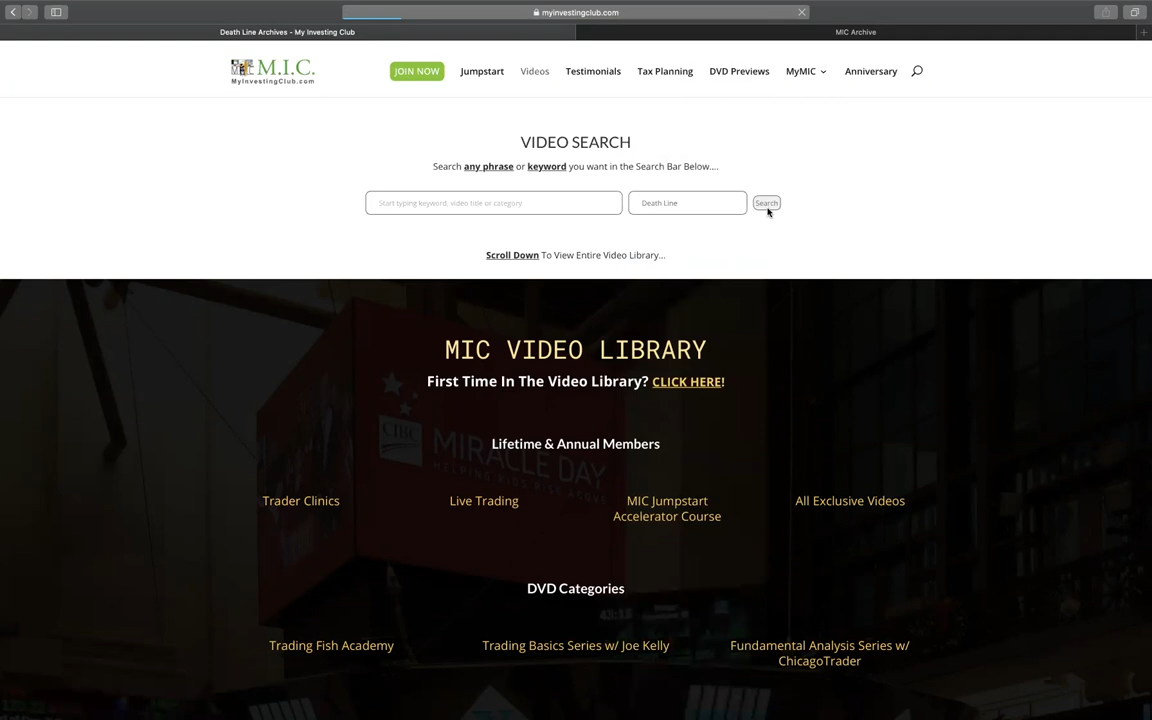 myinvestingclub.com
Death Line Archives - My Investing Club
MIC Archive
M.I.C.
MyInvestingClub.com
JOIN NOW
Jumpstart
Videos
Testimonials
Tax Planning
DVD Previews
MyMIC
Anniversary
VIDEO SEARCH
Search any phrase or keyword you want in the Search Bar Below....
Start typing keyword, video title or category
Death Line
Search
Scroll Down To View Entire Video Library...
MIC VIDEO LIBRARY
First Time In The Video Library? CLICK HERE!
CIBC
MIRACLE DAY
Lifetime & Annual Members
Trader Clinics
Live Trading
MIC Jumpstart
Accelerator Course
All Exclusive Videos
DVD Categories
Trading Fish Academy
Trading Basics Series w/ Joe Kelly
Fundamental Analysis Series w/
ChicagoTrader